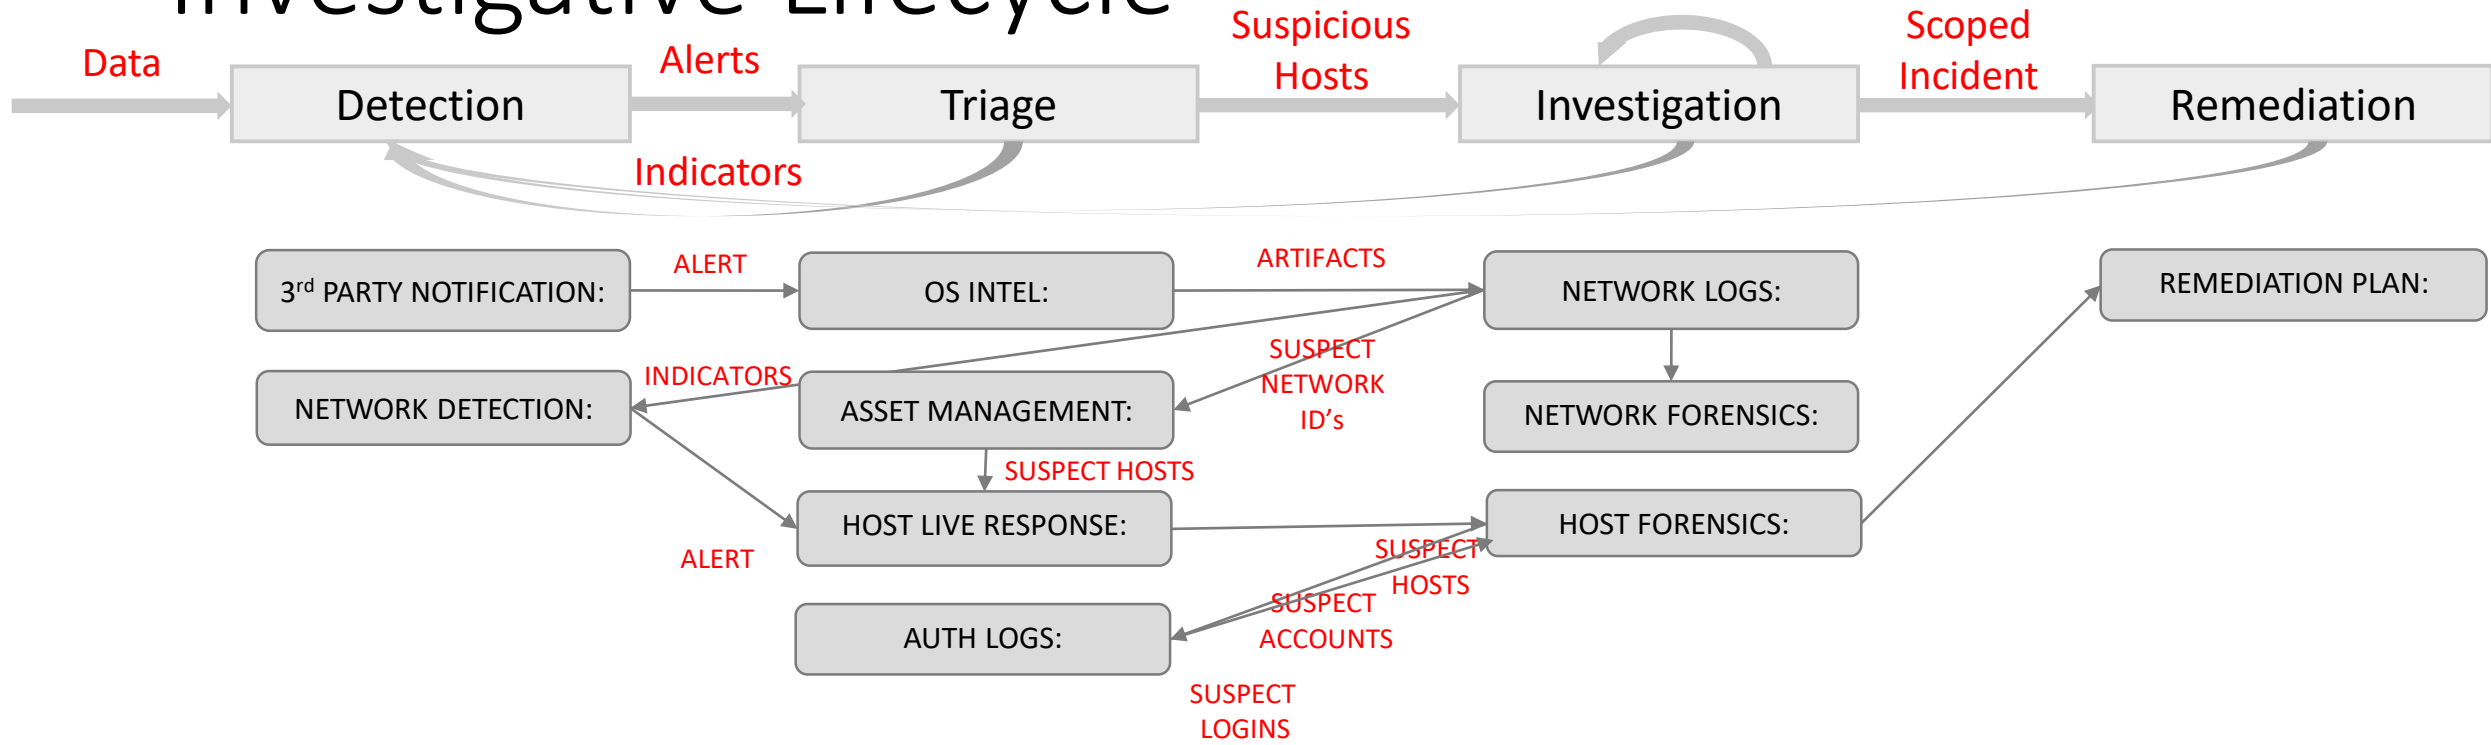 Investigative Lifecycle
Data
Detection
Alerts
Triage
Suspicious
Hosts
Investigation
Scoped
Incident
Remediation
Indicators
3rd PARTY NOTIFICATION:
ALERT
OS INTEL:
ARTIFACTS
NETWORK LOGS:
REMEDIATION PLAN:
NETWORK DETECTION:
INDICATORS
ASSET MANAGEMENT:
SUSPECT
NETWORK
ID’s
NETWORK FORENSICS:
SUSPECT HOSTS
ALERT
HOST LIVE RESPONSE:
SUSPECT
HOSTS
HOST FORENSICS:
AUTH LOGS:
SUSPECT
ACCOUNTS
SUSPECT
LOGINS